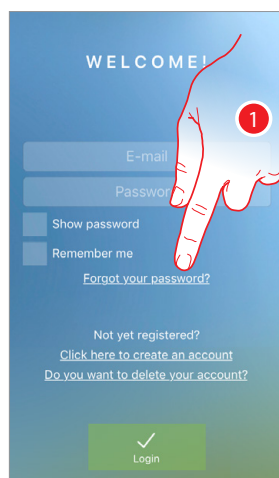 WELCOME!
1
E-mail
Password
Show password
Remember me
Forgot your password?
Not yet registered?
Click here to create an account
Do you want to delete your account?
Login